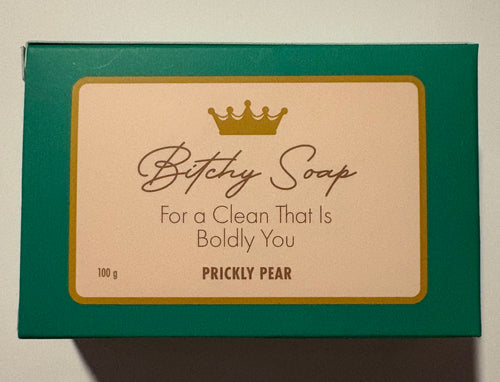 Bitchy Soap
For a Clean That Is
Boldly You
100 g
PRICKLY PEAR